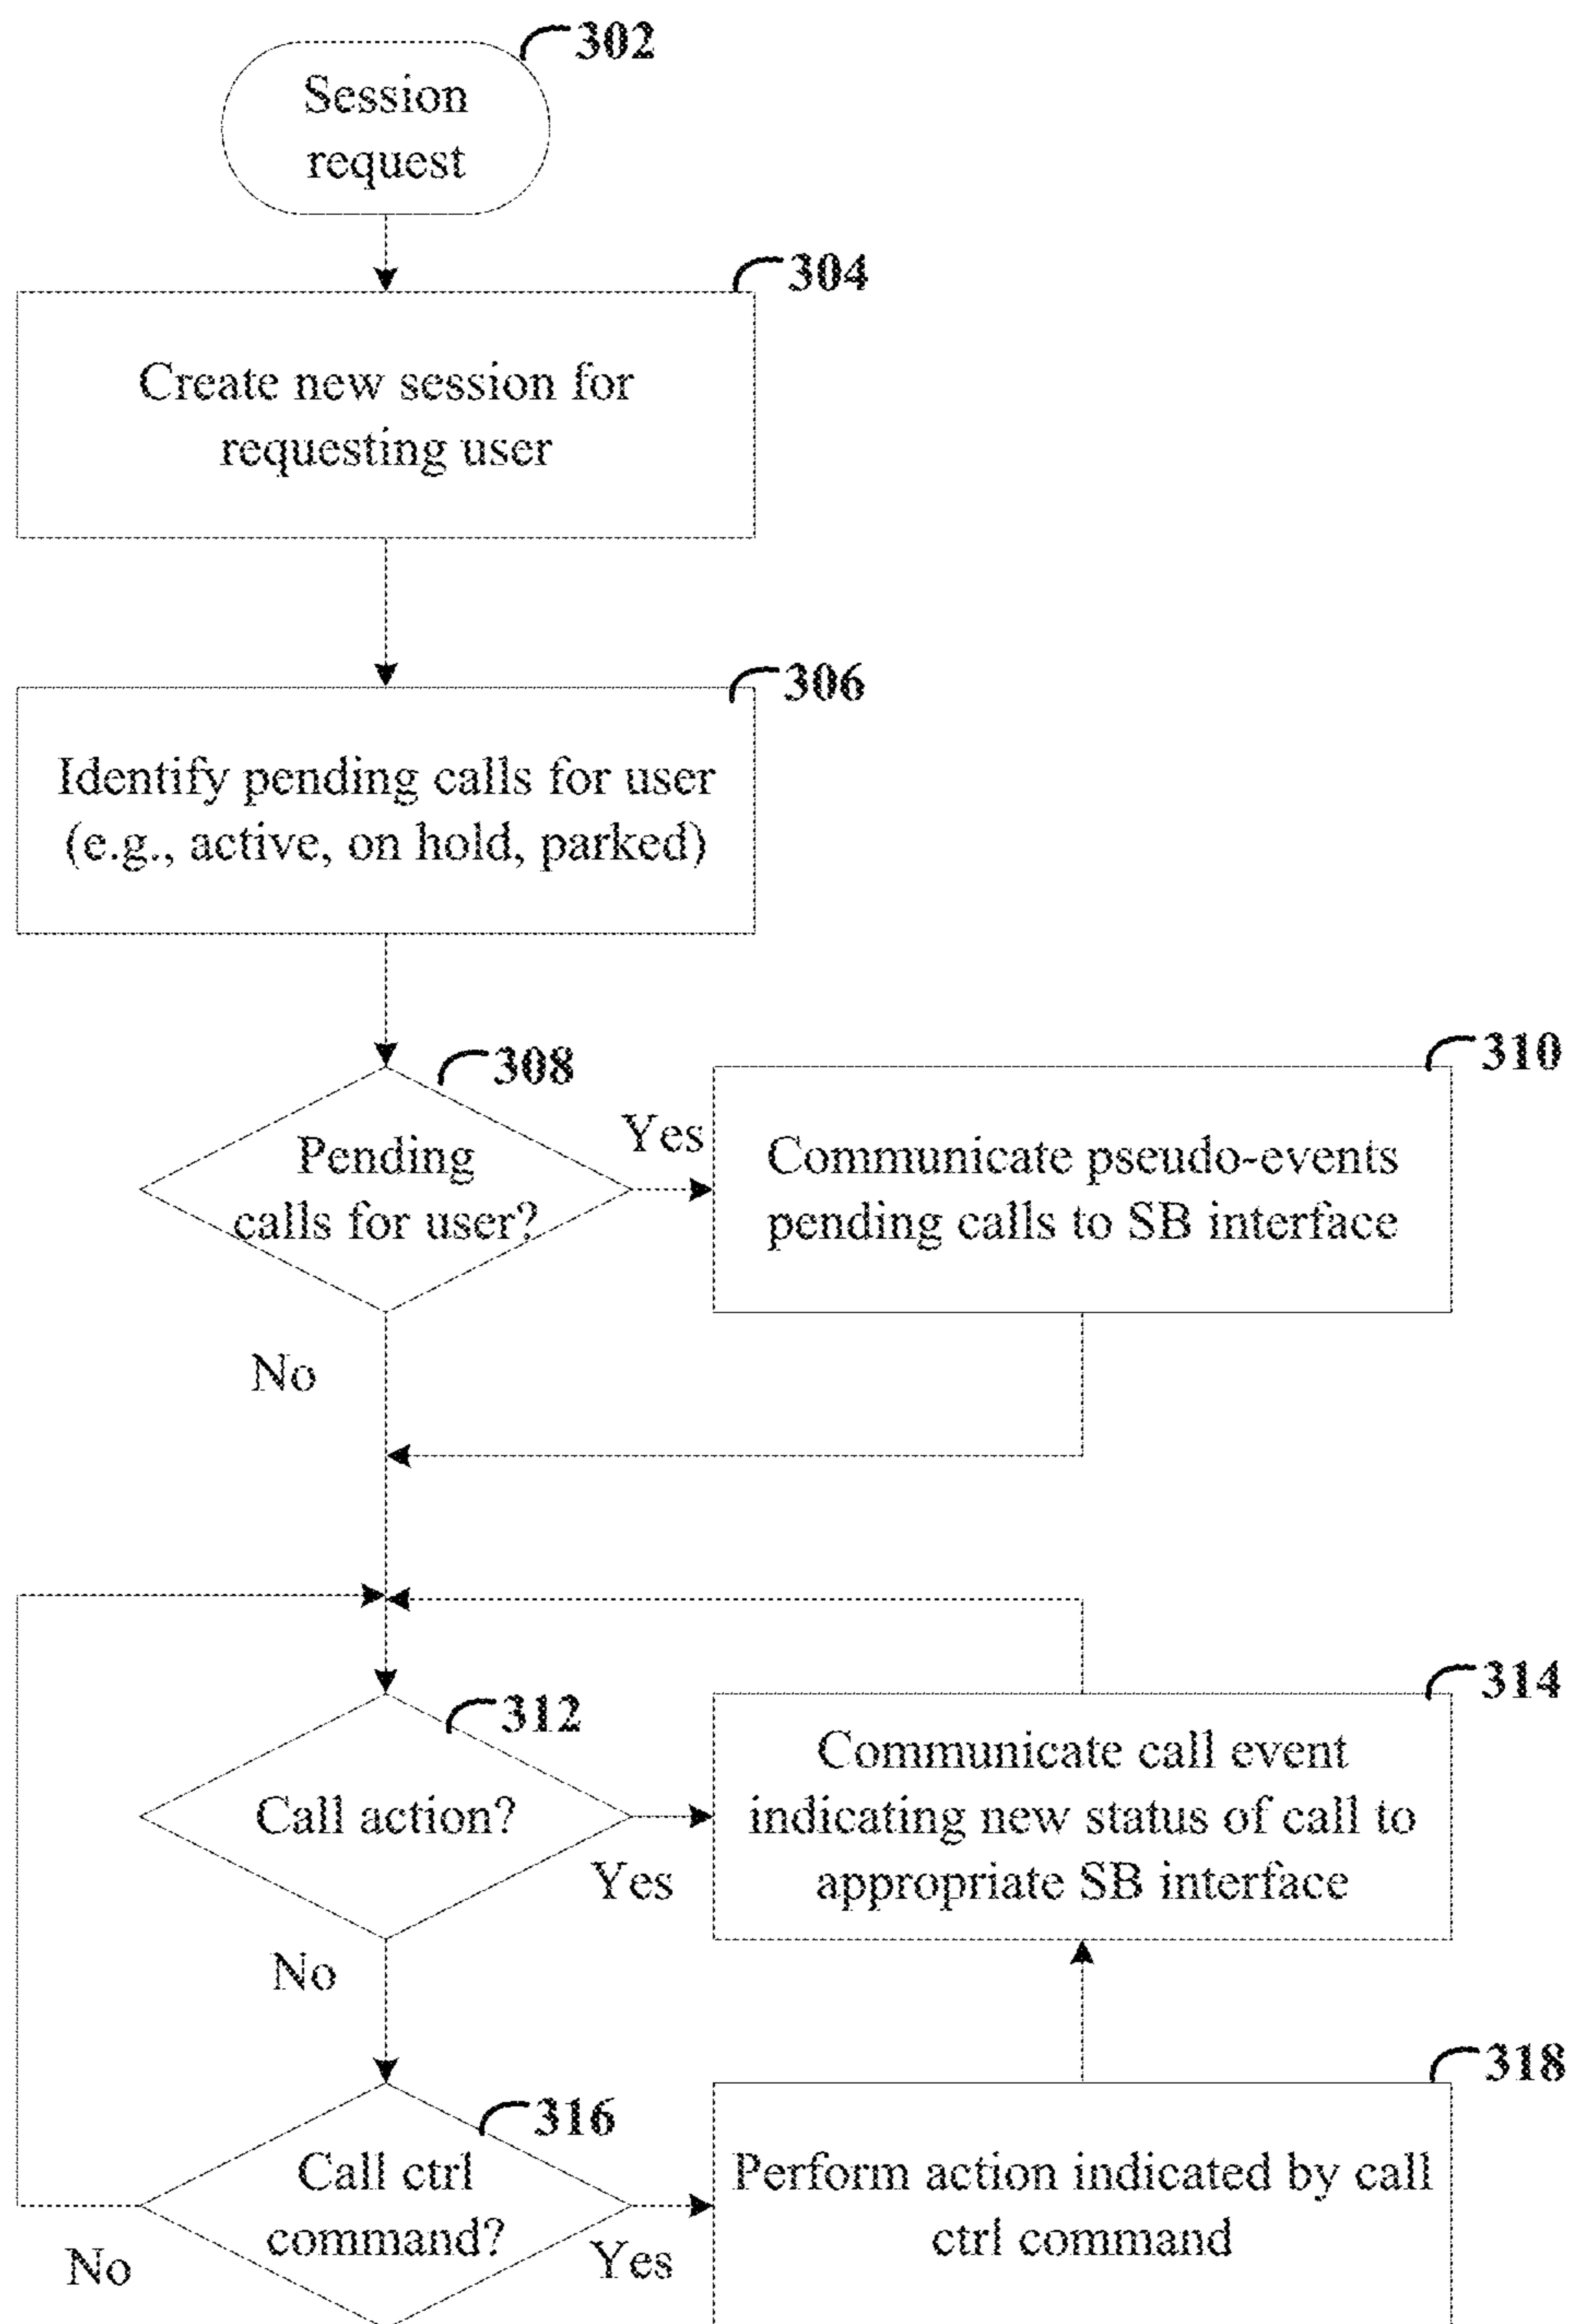 302
Session
request
304
Create new session for
requesting user
306
Identify pending calls for user
(e.g., active, on hold, parked)
308
Pending
calls for user?
Yes
310
Communicate pseudo-events
pending calls to SB interface
No
312
Call action?
Yes
314
Communicate call event
indicating new status of call to
appropriate SB interface
No
316
Call ctrl
command?
Yes
318
Perform action indicated by call
ctrl command
No